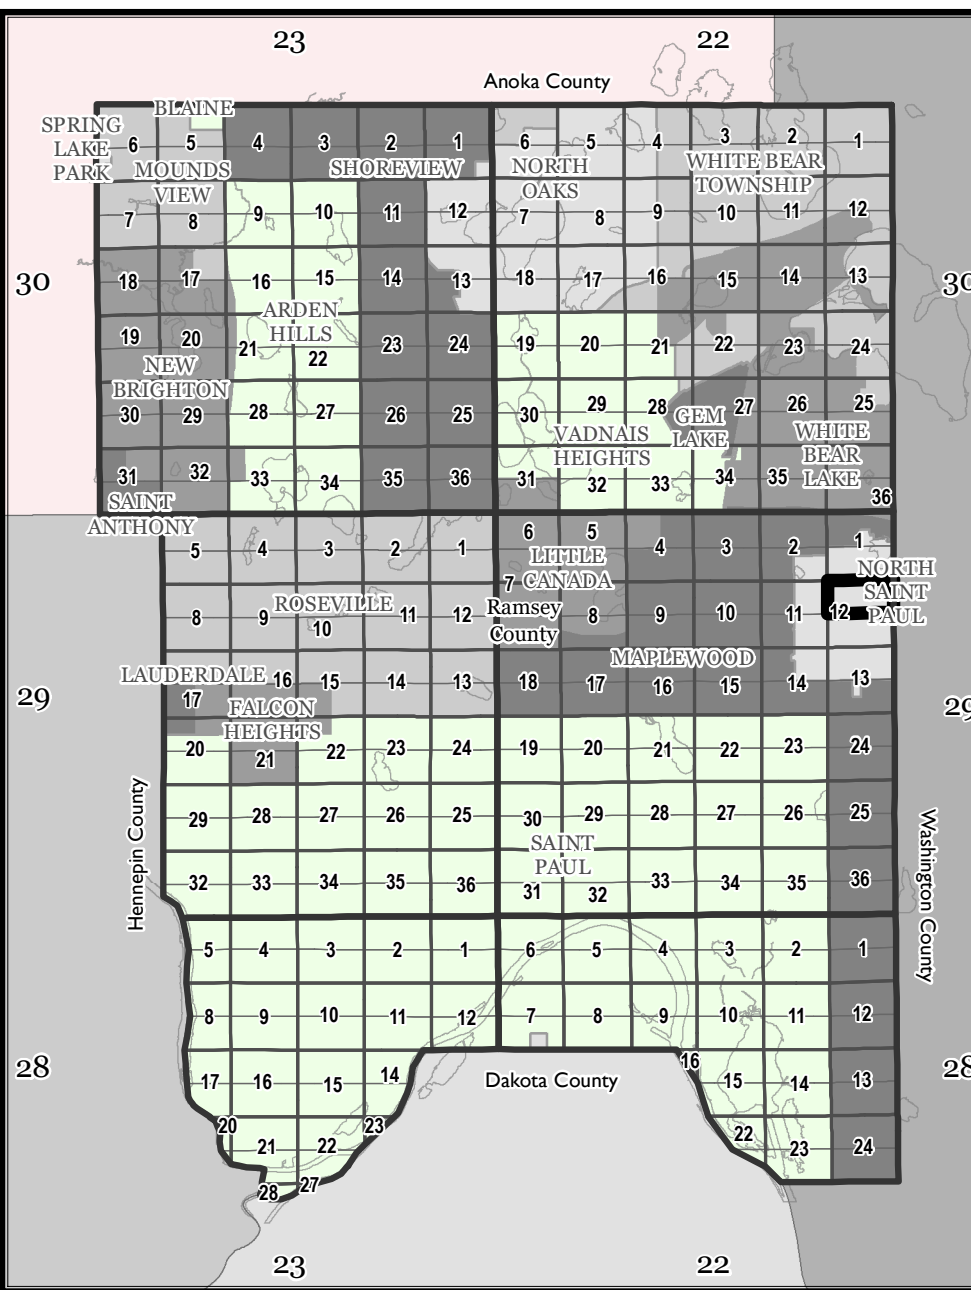 23 22
Anoka County
BLAINE
SPRING
LAKE
PARK
6 5 4 3 2 1 6 5 4 3 2 1
MOUNDS
VIEW
SHOREVIEW
NORTH
OAKS
WHITE BEAR
TOWNSHIP
7 8 9 10 11 12 7 8 9 10 11 12
30 18 17 16 15 14 13 18 17 16 15 14 13 30
ARDEN
HILLS
19 20 21 22 23 24 19 20 21 22 23 24
NEW
BRIGHTON
30 29 28 27 26 25 30 29 28 27 26 25
GEM
LAKE
VADNAIS
HEIGHTS
WHITE
BEAR
LAKE
31 32 33 34 35 36 31 32 33 34 35 36
SAINT
ANTHONY
5 4 3 2 1 6 5 4 3 2 1
LITTLE
CANADA
NORTH
SAINT
PAUL
8 9 10 11 12 7 8 9 10 11 12
ROSEVILLE
Ramsey
County
MAPLEWOOD
LAUDERDALE
29 17 16 15 14 13 18 17 16 15 14 13 29
FALCON
HEIGHTS
20 21 22 23 24 19 20 21 22 23 24
29 28 27 26 25 30 29 28 27 26 25
Hennepin County
Washington County
SAINT
PAUL
32 33 34 35 36 31 32 33 34 35 36
5 4 3 2 1 6 5 4 3 2 1
8 9 10 11 12 7 8 9 10 11 12
28 17 16 15 14 16 15 14 13 28
Dakota County
20 21 22 23 22 23 24
28 27
23 22